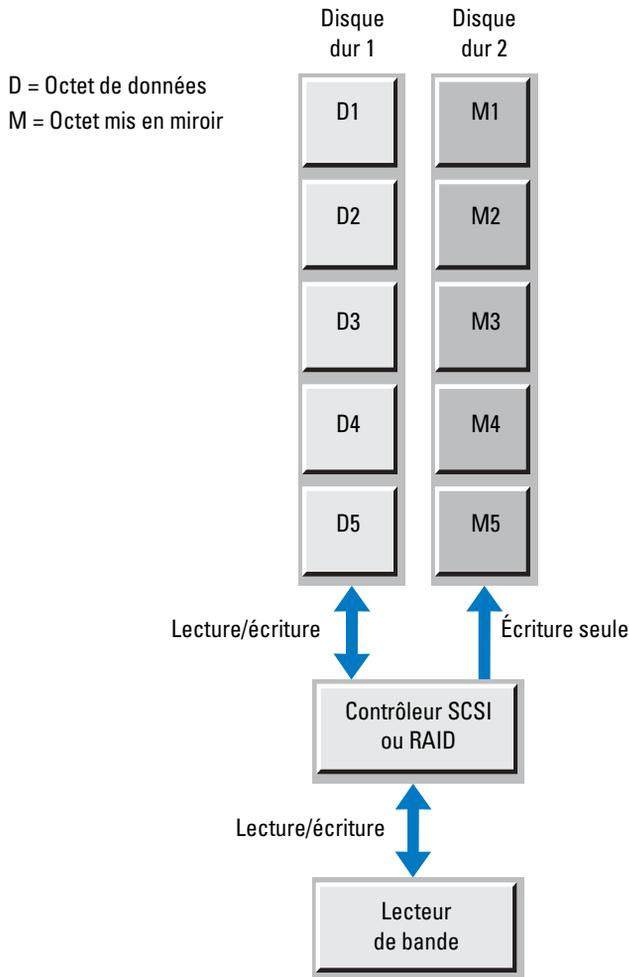 Disque
dur 1
Disque
dur 2
D = Octet de données
M = Octet mis en miroir
D1
M1
D2
M2
D3
M3
D4
M4
D5
M5
Lecture/écriture
Écriture seule
Contrôleur SCSI
ou RAID
Lecture/écriture
Lecteur
de bande